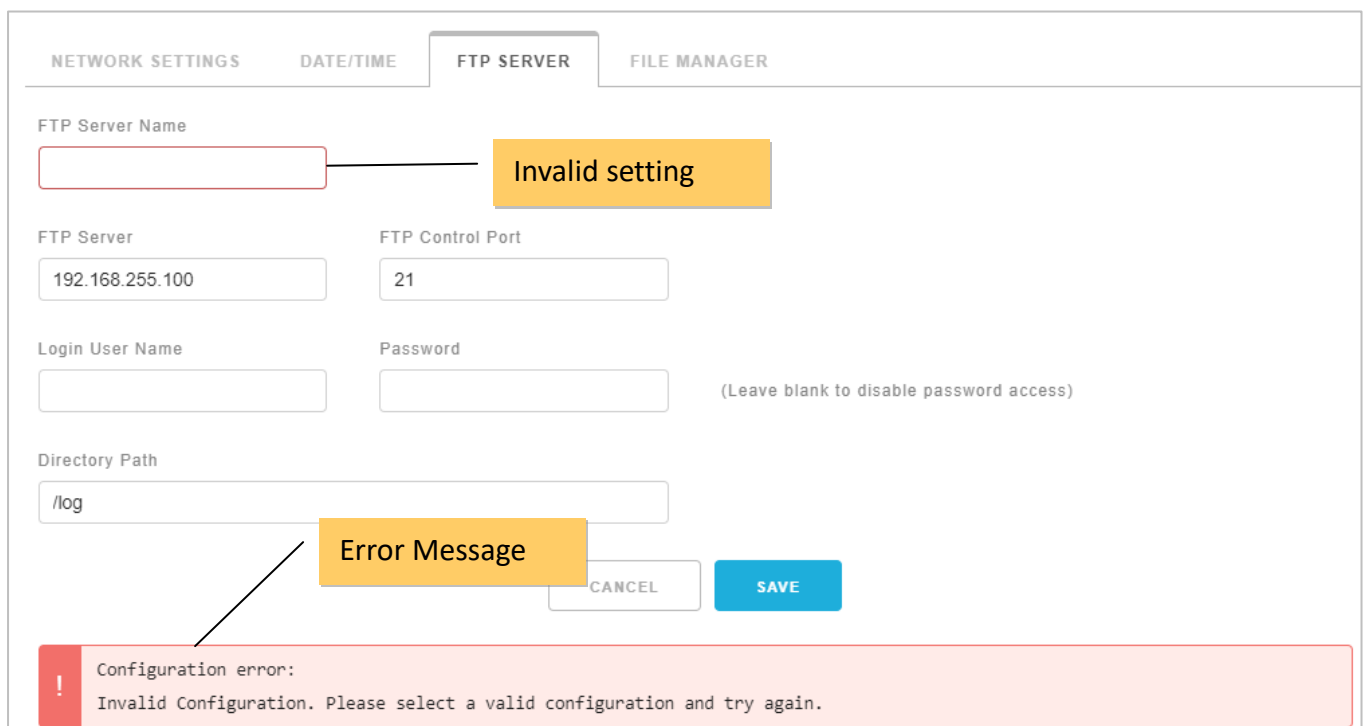 NETWORK SETTINGS DATE/TIME FTP SERVER FILE MANAGER
FTP Server Name
Invalid setting
FTP Server FTP Control Port
192.168.255.100 21
Login User Name Password
(Leave blank to disable password access)
Directory Path
/log
Error Message
CANCEL SAVE
! Configuration error:
Invalid Configuration. Please select a valid configuration and try again.